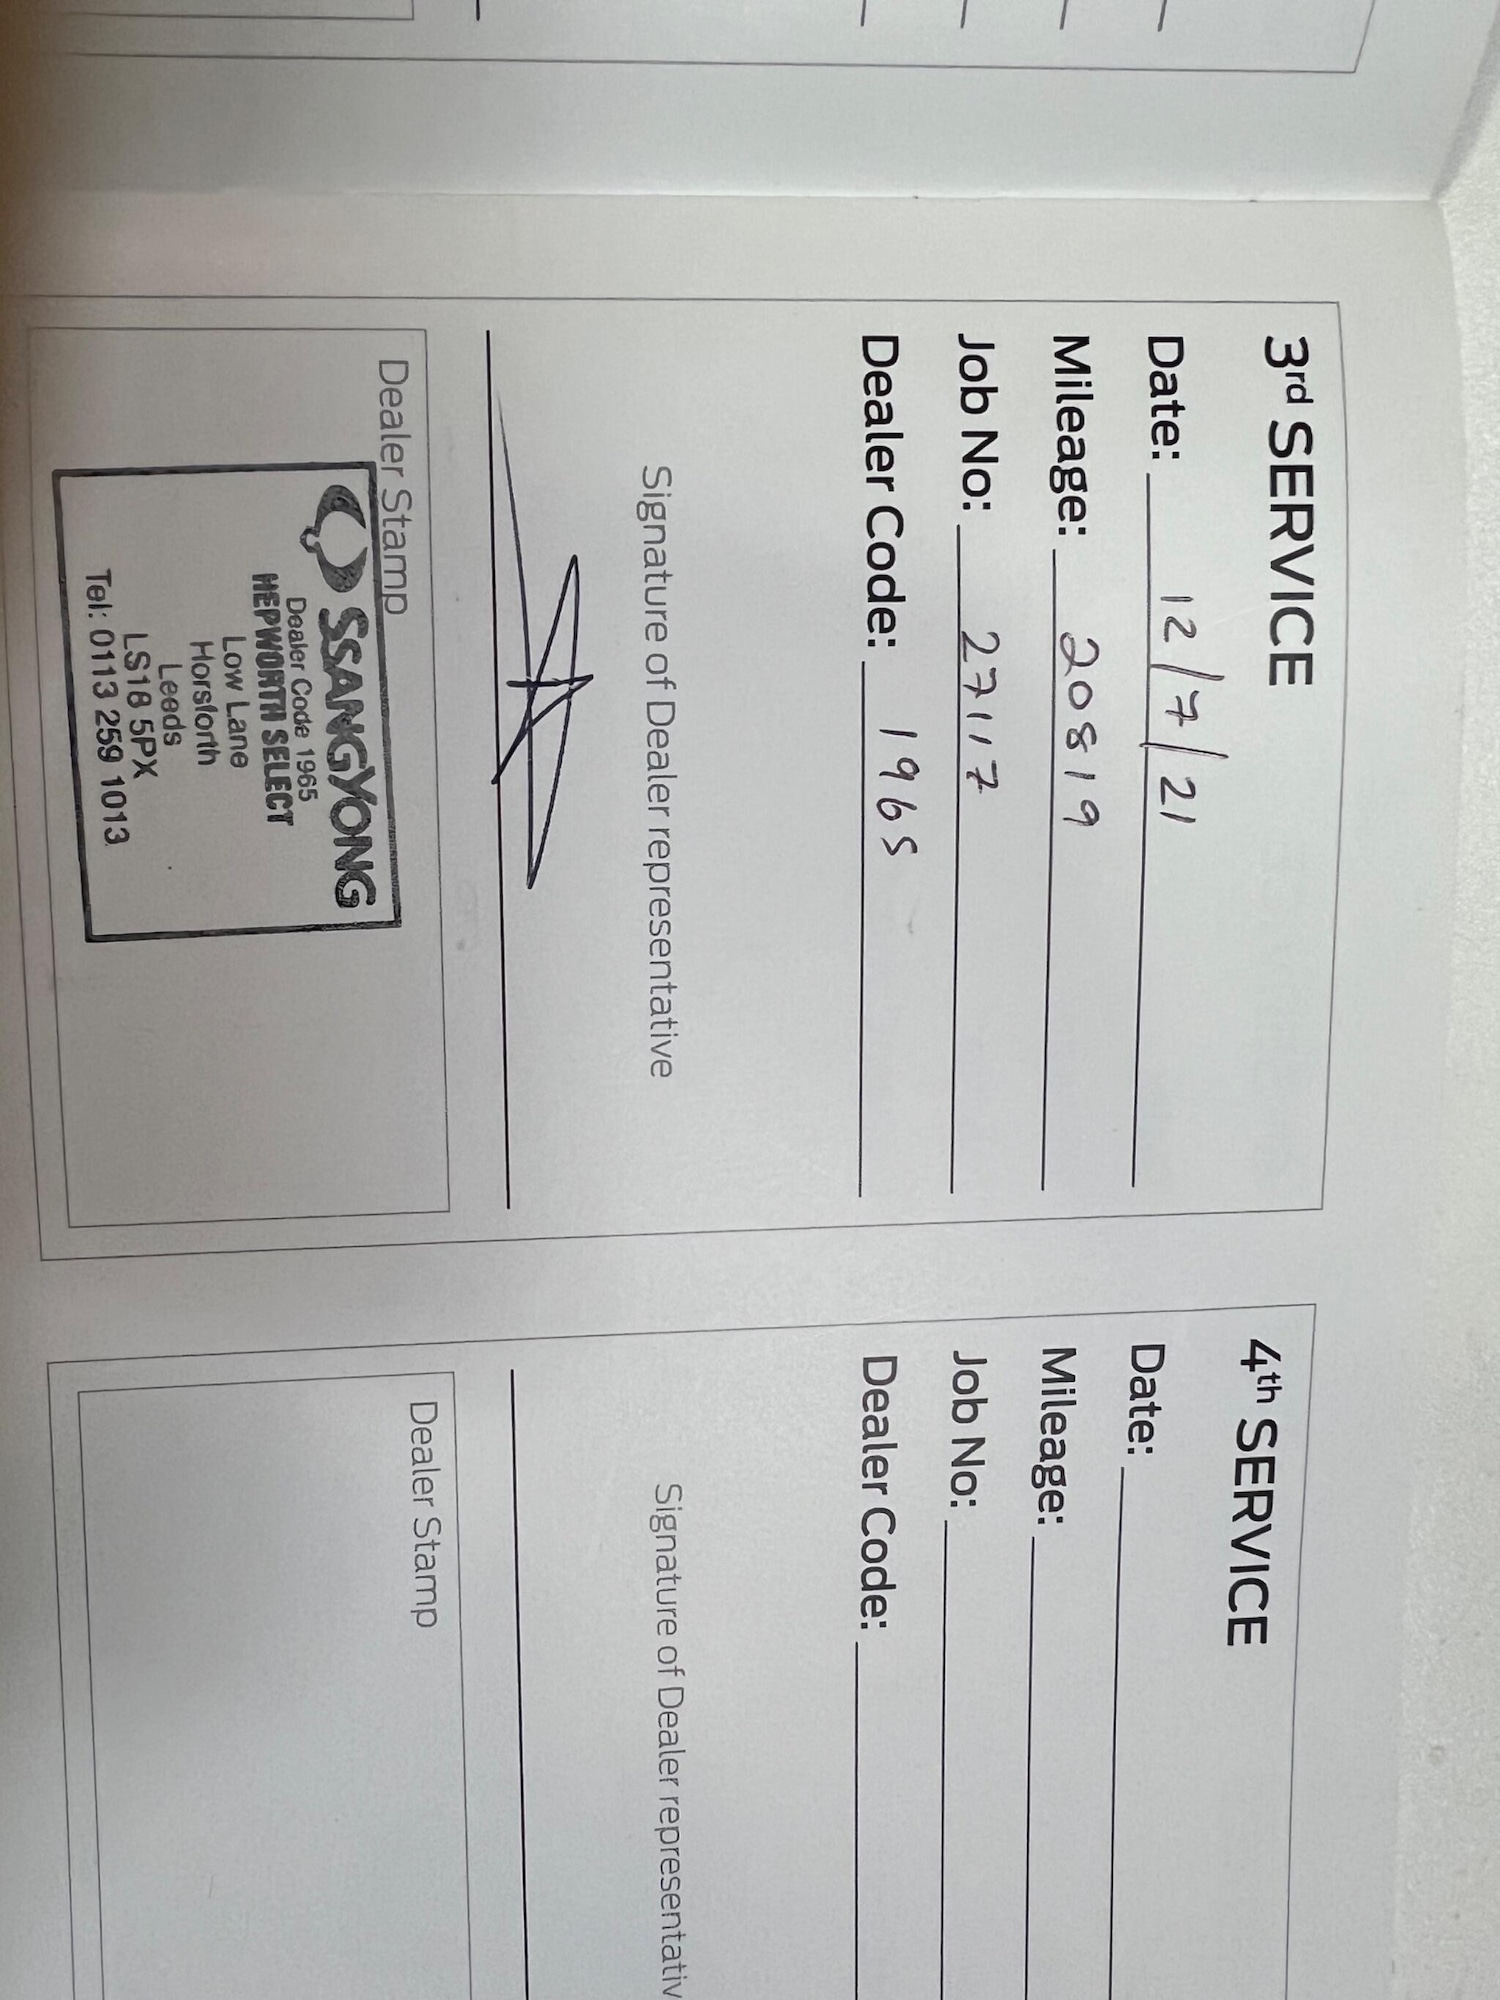 3rd SERVICE
Date: 12/7/21
Mileage: 20819
Job No: 27117
Dealer Code: 1965
Signature of Dealer representative
Dealer Stamp
SSANGYONG
Dealer Code 1965
HEPWORTH SELECT
Low Lane
Horsforth
Leeds
LS18 5PX
Tel: 0113 259 1013
4th SERVICE
Date:
Mileage:
Job No:
Dealer Code:
Signature of Dealer representativ
Dealer Stamp